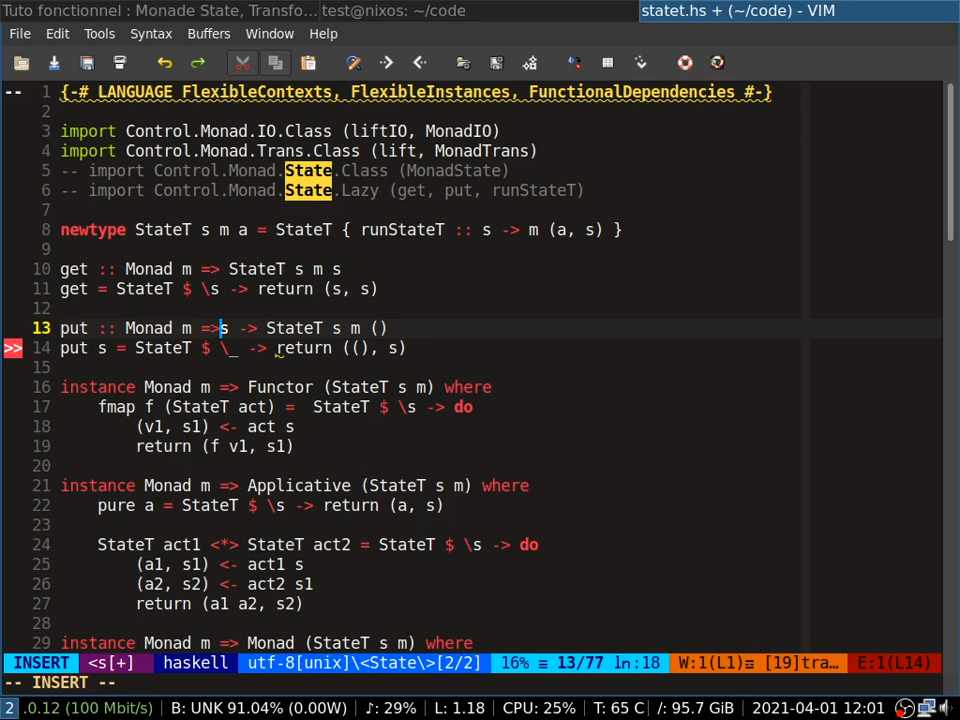 Tuto fonctionnel : Monade State, Transfo... test@nixos: ~/code statet.hs + (~/code) - VIM
File Edit Tools Syntax Buffers Window Help
-- 1 {-# LANGUAGE FlexibleContexts, FlexibleInstances, FunctionalDependencies #-}
2
3 import Control.Monad.IO.Class (liftIO, MonadIO)
4 import Control.Monad.Trans.Class (lift, MonadTrans)
5 -- import Control.Monad.State.Class (MonadState)
6 -- import Control.Monad.State.Lazy (get, put, runStateT)
7
8 newtype StateT s m a = StateT { runStateT :: s -> m (a, s) }
9
10 get :: Monad m => StateT s m s
11 get = StateT $ \s -> return (s, s)
12
13 put :: Monad m =>s -> StateT s m ()
>> 14 put s = StateT $ \_ -> return ((), s)
15
16 instance Monad m => Functor (StateT s m) where
17     fmap f (StateT act) =  StateT $ \s -> do
18         (v1, s1) <- act s
19         return (f v1, s1)
20
21 instance Monad m => Applicative (StateT s m) where
22     pure a = StateT $ \s -> return (a, s)
23
24     StateT act1 <*> StateT act2 = StateT $ \s -> do
25         (a1, s1) <- act1 s
26         (a2, s2) <- act2 s1
27         return (a1 a2, s2)
28
29 instance Monad m => Monad (StateT s m) where
INSERT <s[+] haskell utf-8[unix]\<State\>[2/2] 16% ≡ 13/77 ln:18 W:1(L1)≡ [19]tra… E:1(L14)
-- INSERT --
2 .0.12 (100 Mbit/s) B: UNK 91.04% (0.00W) ♪: 29% L: 1.18 CPU: 25% T: 65 C /: 95.7 GiB 2021-04-01 12:01